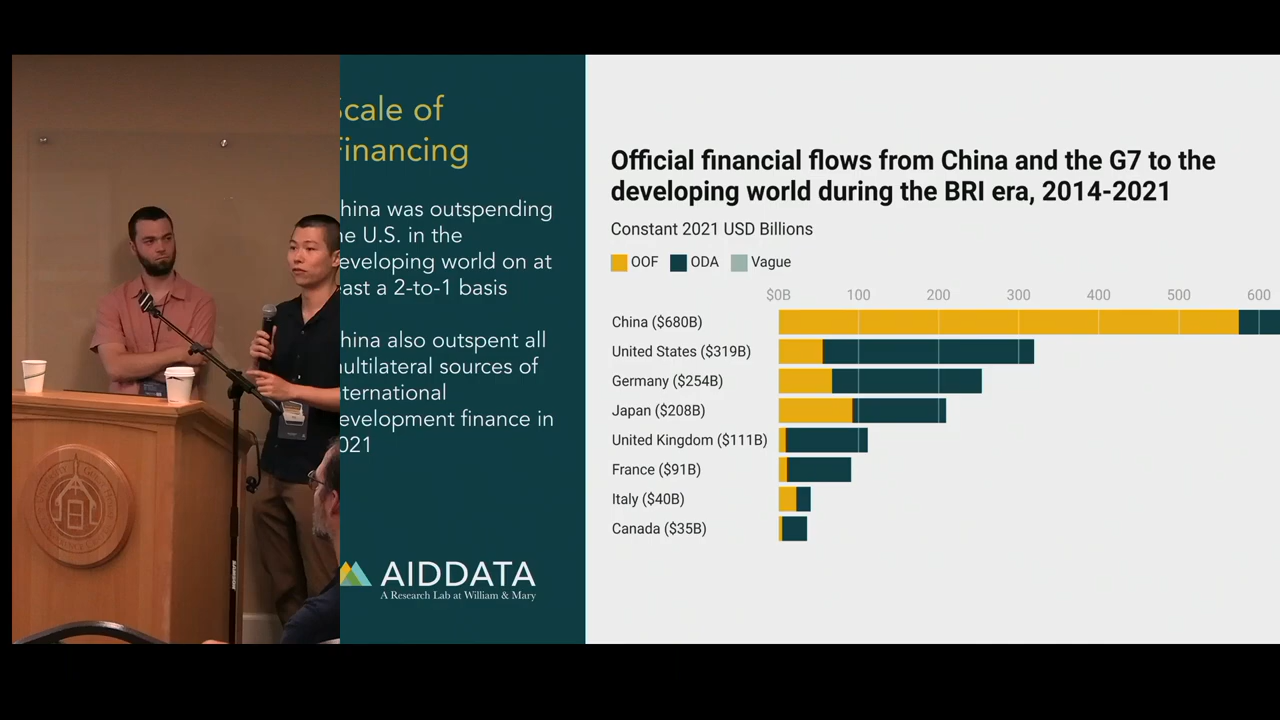 cale of
inancing
hina was outspending
e U.S. in the
eveloping world on at
ast a 2-to-1 basis
hina also outspent all
ultilateral sources of
ternational
evelopment finance in
021
AIDDATA
A Research Lab at William & Mary
Official financial flows from China and the G7 to the
developing world during the BRI era, 2014-2021
Constant 2021 USD Billions
OOF ODA Vague
$0B 100 200 300 400 500 600
China ($680B)
United States ($319B)
Germany ($254B)
Japan ($208B)
United Kingdom ($111B)
France ($91B)
Italy ($40B)
Canada ($35B)